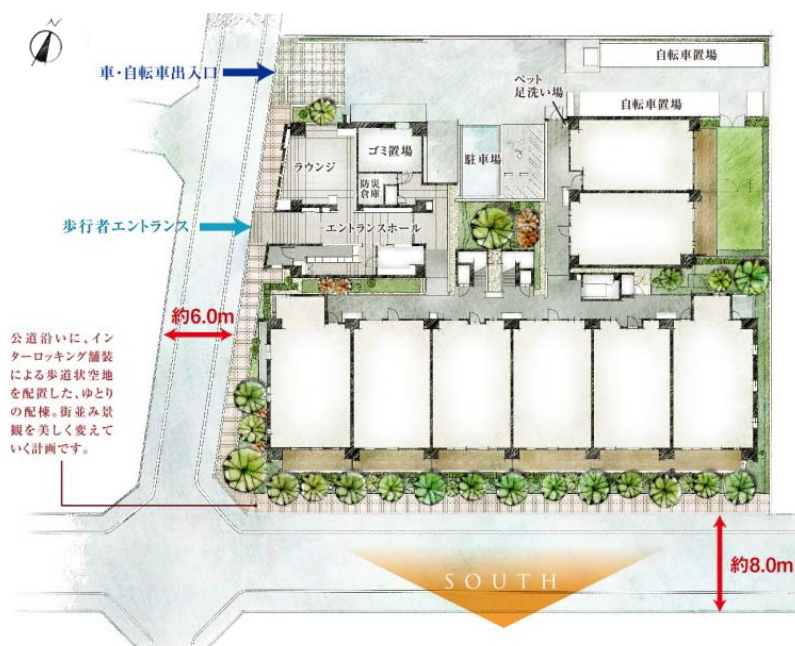 N
車・自転車出入口
自転車置場
ペット
足洗い場
自転車置場
ゴミ置場
ラウンジ
駐車場
防災
倉庫
歩行者エントランス
エントランスホール
約6.0m
公道沿いに、イン
ターロッキング舗装
による歩道状空地
を配置した、ゆとり
の配棟。街並み景
観を美しく変えて
いく計画です。
約8.0m
SOUTH